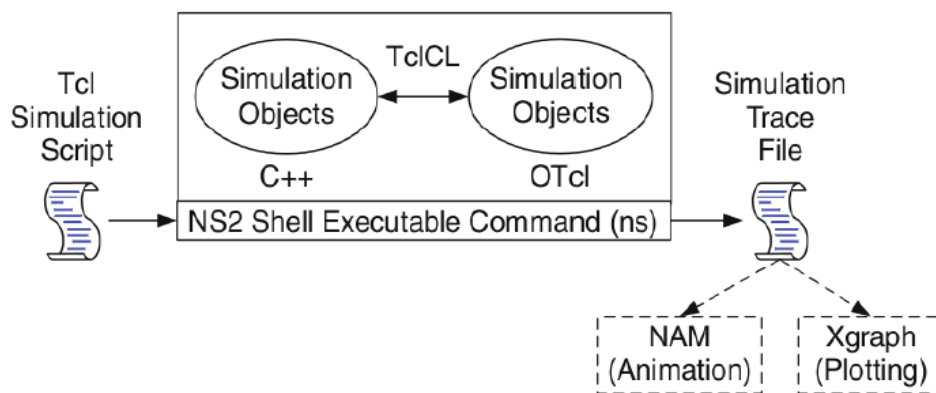 Tcl
Simulation
Script
Simulation
Objects
C++
TclCL
Simulation
Objects
OTcl
NS2 Shell Executable Command (ns)
Simulation
Trace
File
NAM
(Animation)
Xgraph
(Plotting)